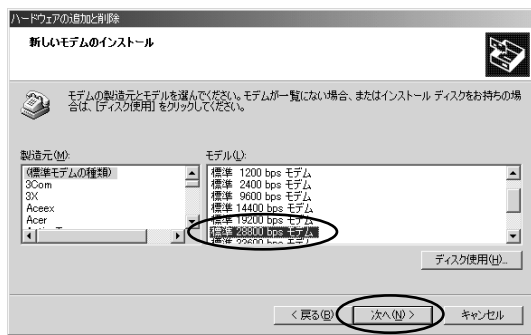 ハードウェアの追加と削除
新しいモデムのインストール
モデムの製造元とモデルを選んでください。モデムが一覧にない場合、またはインストール ディスクをお持ちの場
合は、[ディスク使用] をクリックしてください。
製造元(M):
モデル(L):
(標準モデムの種類)
3Com
3X
Aceex
Acer
標準 1200 bps モデム
標準 2400 bps モデム
標準 9600 bps モデム
標準 14400 bps モデム
標準 19200 bps モデム
標準 28800 bps モデム
標準 33600 bps モデム
ディスク使用(H)...
< 戻る(B)
次へ(N) >
キャンセル